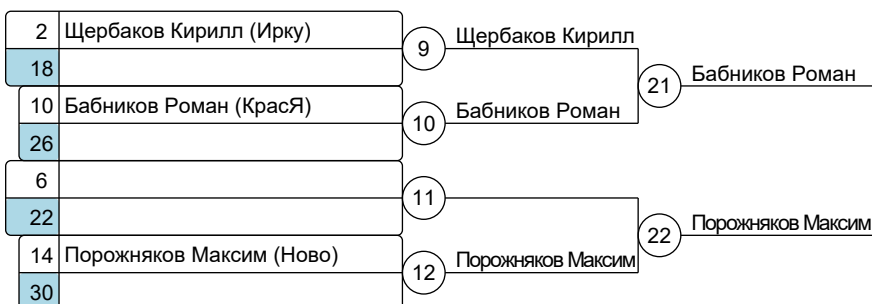 2 Щербаков Кирилл (Ирку)
18
9 Щербаков Кирилл
10 Бабников Роман (КрасЯ)
26
10 Бабников Роман
21 Бабников Роман
6
22
11
14 Порожняков Максим (Ново)
30
12 Порожняков Максим
22 Порожняков Максим